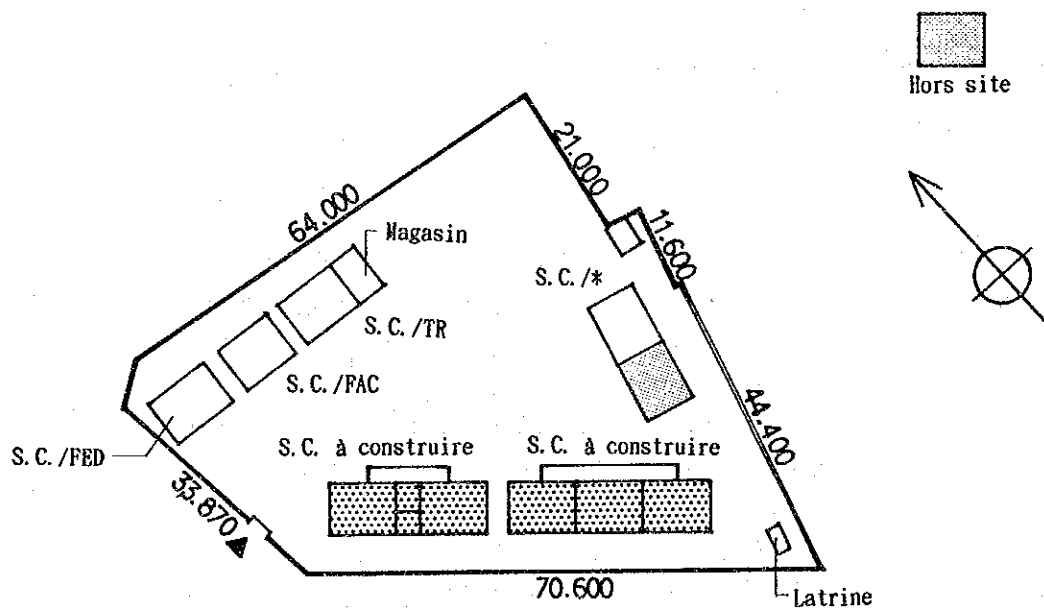 Hors site
21.000
64.000
Magasin
11.600
S.C./*
S.C./TR
S.C./FAC
44.400
S.C. à construire
S.C. à construire
S.C./FED
33.870
70.600
Latrine